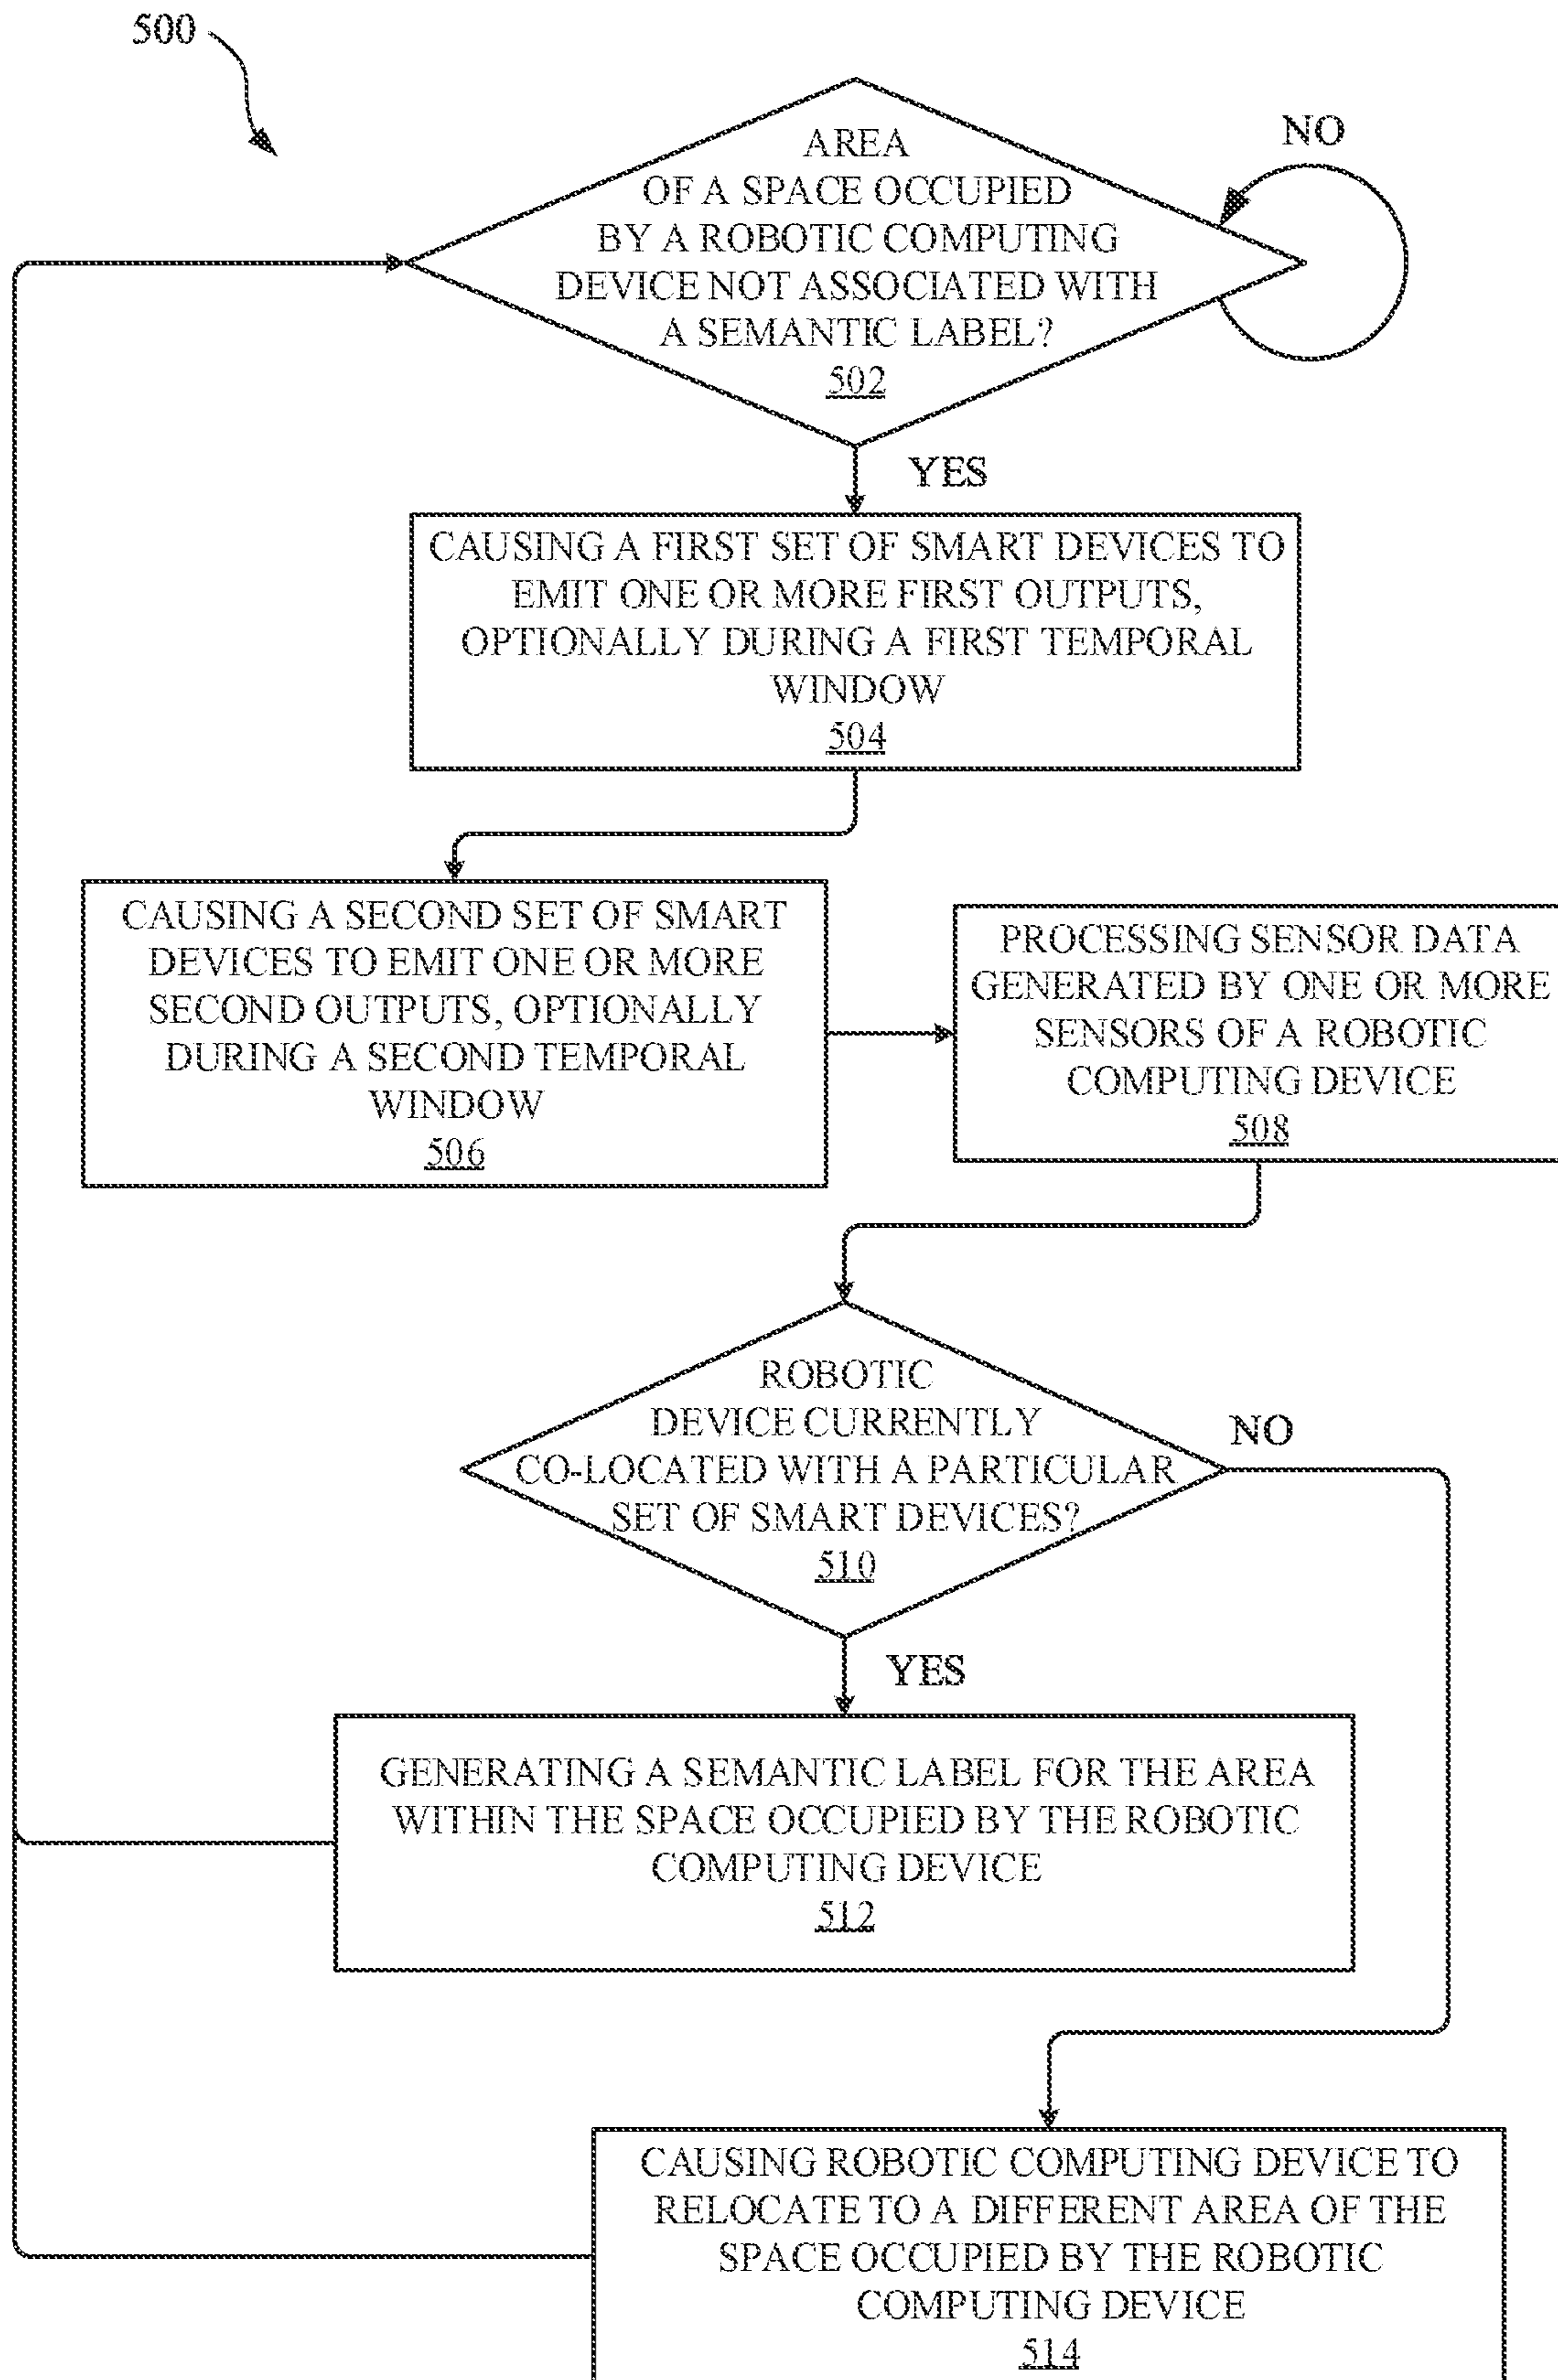 500
AREA
OF A SPACE OCCUPIED
BY A ROBOTIC COMPUTING
DEVICE NOT ASSOCIATED WITH
A SEMANTIC LABEL?
502
NO
YES
CAUSING A FIRST SET OF SMART DEVICES TO
EMIT ONE OR MORE FIRST OUTPUTS,
OPTIONALLY DURING A FIRST TEMPORAL
WINDOW
504
CAUSING A SECOND SET OF SMART
DEVICES TO EMIT ONE OR MORE
SECOND OUTPUTS, OPTIONALLY
DURING A SECOND TEMPORAL
WINDOW
506
PROCESSING SENSOR DATA
GENERATED BY ONE OR MORE
SENSORS OF A ROBOTIC
COMPUTING DEVICE
508
ROBOTIC
DEVICE CURRENTLY
CO-LOCATED WITH A PARTICULAR
SET OF SMART DEVICES?
510
NO
YES
GENERATING A SEMANTIC LABEL FOR THE AREA
WITHIN THE SPACE OCCUPIED BY THE ROBOTIC
COMPUTING DEVICE
512
CAUSING ROBOTIC COMPUTING DEVICE TO
RELOCATE TO A DIFFERENT AREA OF THE
SPACE OCCUPIED BY THE ROBOTIC
COMPUTING DEVICE
514